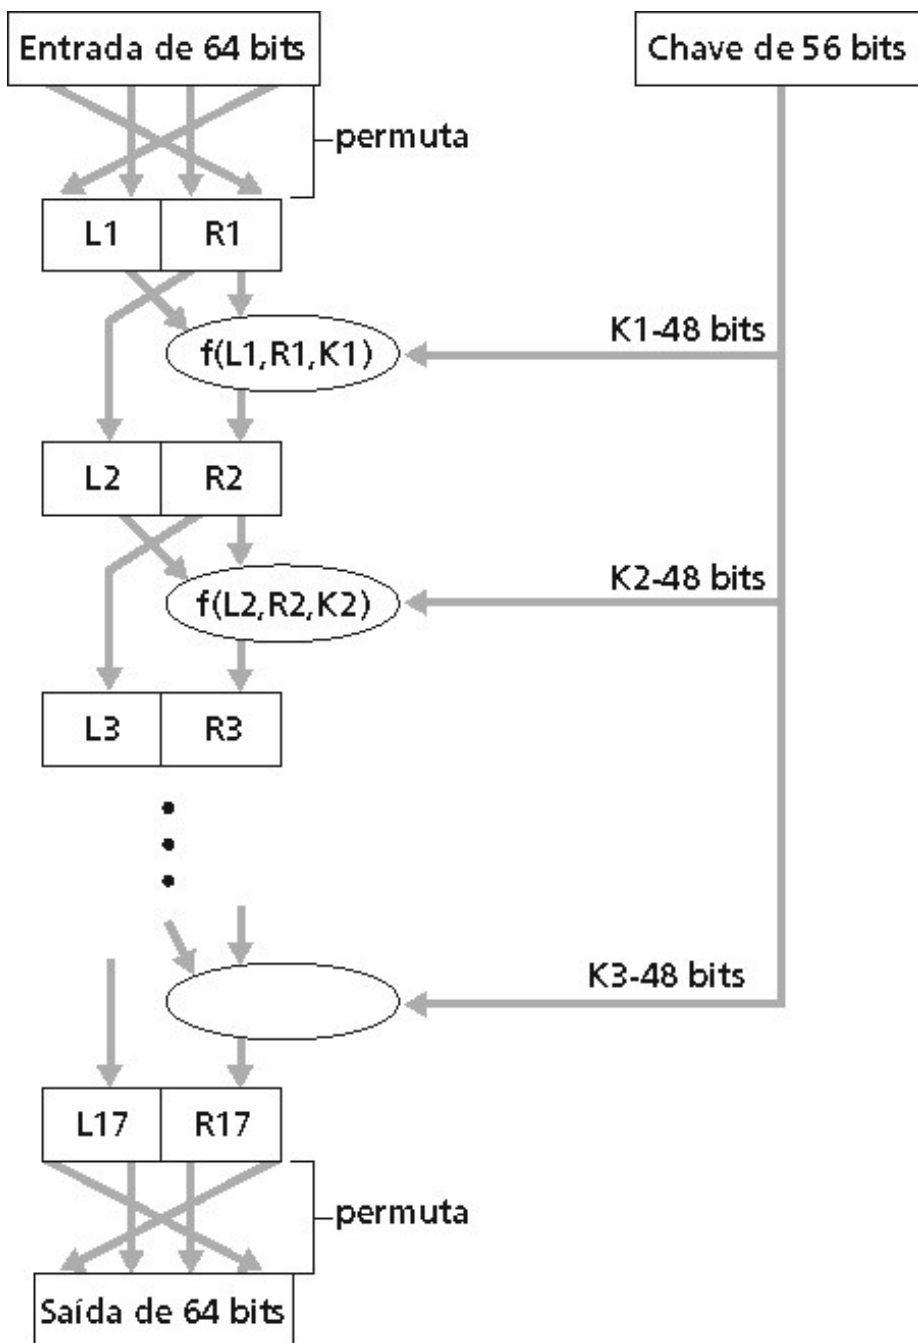 Entrada de 64 bits
Chave de 56 bits
permuta
L1 R1
K1-48 bits
f(L1,R1,K1)
L2 R2
K2-48 bits
f(L2,R2,K2)
L3 R3
K3-48 bits
L17 R17
permuta
Saída de 64 bits